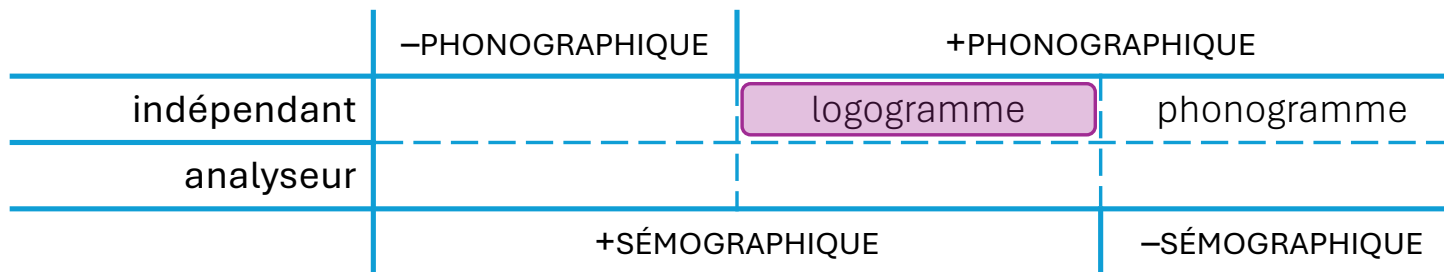 –PHONOGRAPHIQUE +PHONOGRAPHIQUE
indépendant logogramme phonogramme
analyseur
+SÉMOGRAPHIQUE –SÉMOGRAPHIQUE